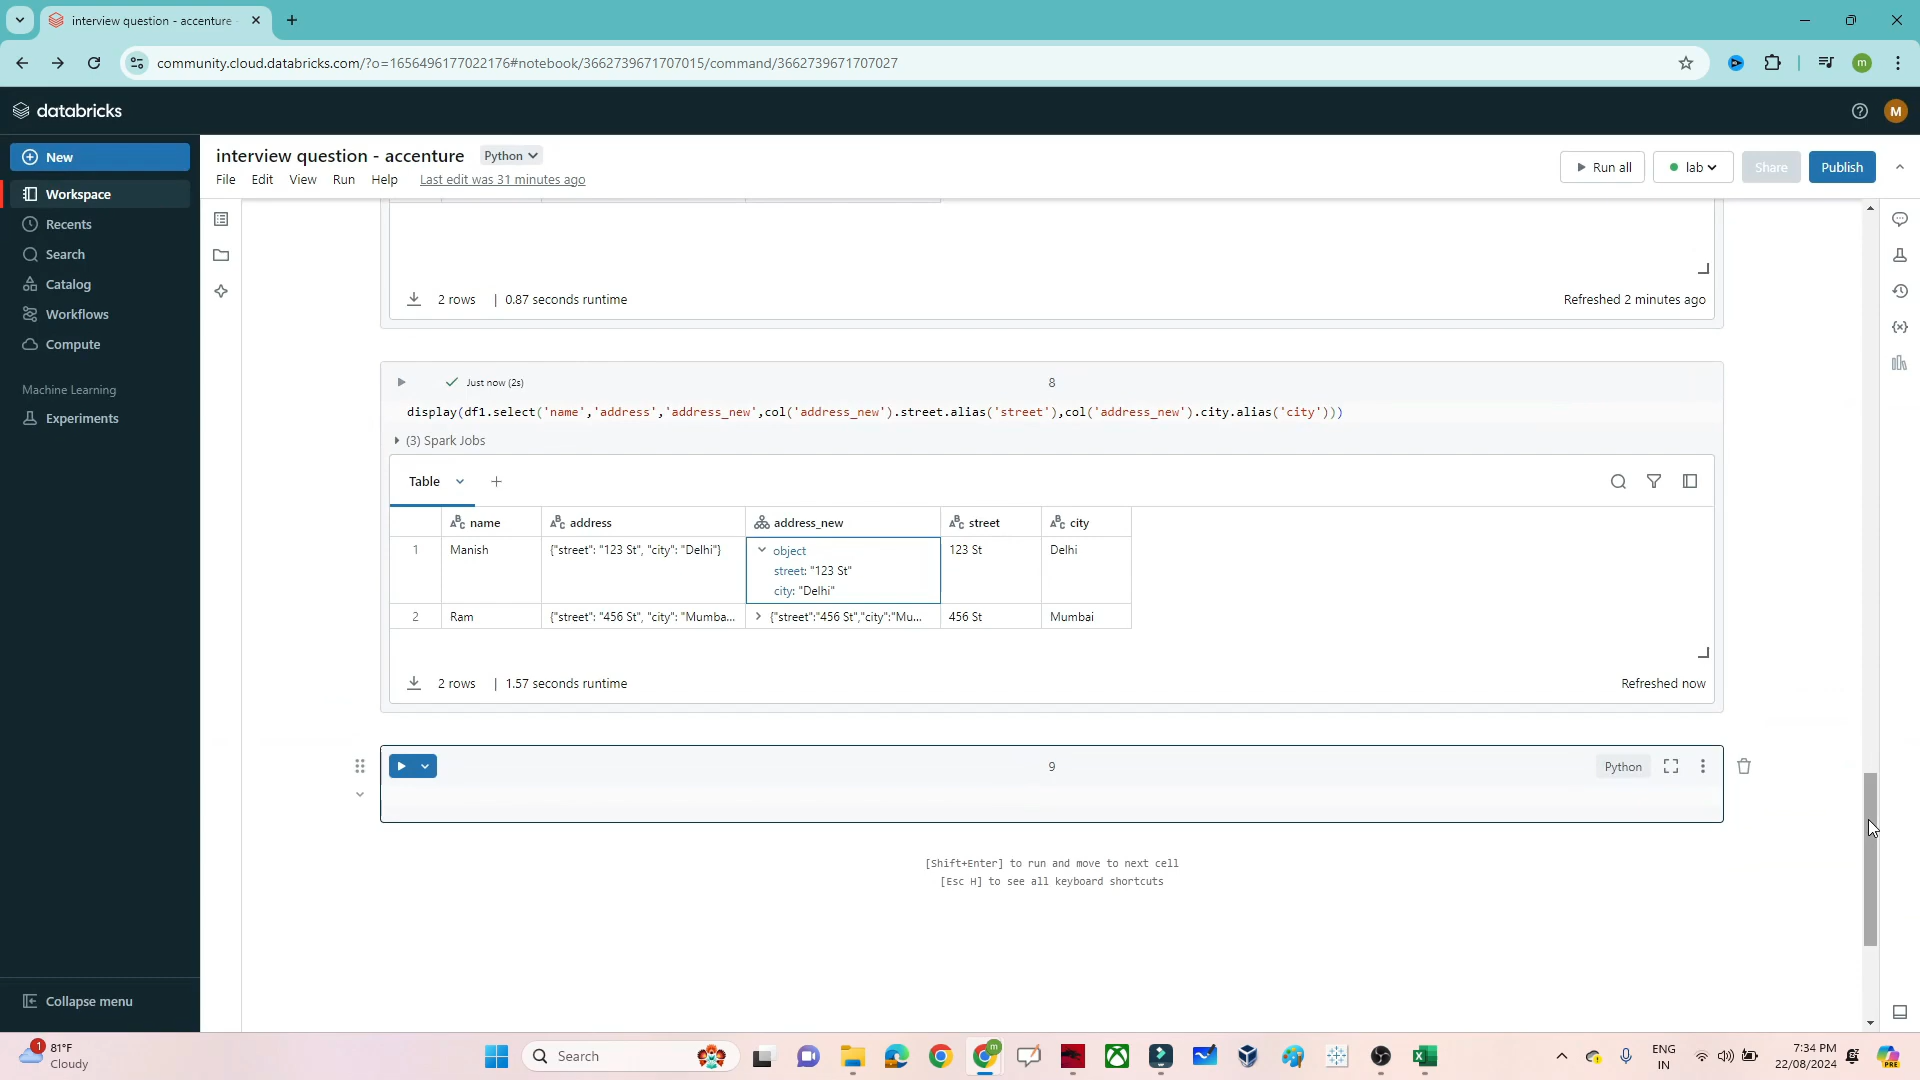 interview question - accenture
community.cloud.databricks.com/?o=1656496177022176#notebook/3662739671707015/command/3662739671707027
m
databricks
M
New
Workspace
Recents
Search
Catalog
Workflows
Compute
Machine Learning
Experiments
Collapse menu
interview question - accenture Python
File Edit View Run Help Last edit was 31 minutes ago
Run all lab Share Publish
2 rows | 0.87 seconds runtime Refreshed 2 minutes ago
Just now (2s) 8
display(df1.select('name','address','address_new',col('address_new').street.alias('street'),col('address_new').city.alias('city')))
(3) Spark Jobs
Table
name address address_new street city
1 Manish {"street": "123 St", "city": "Delhi"} object 123 St Delhi
street: "123 St"
city: "Delhi"
2 Ram {"street": "456 St", "city": "Mumba... {"street":"456 St","city":"Mu... 456 St Mumbai
2 rows | 1.57 seconds runtime Refreshed now
9 Python
[Shift+Enter] to run and move to next cell
[Esc H] to see all keyboard shortcuts
1 81°F
Cloudy
Search
m
ENG
IN
7:34 PM
22/08/2024
PRE